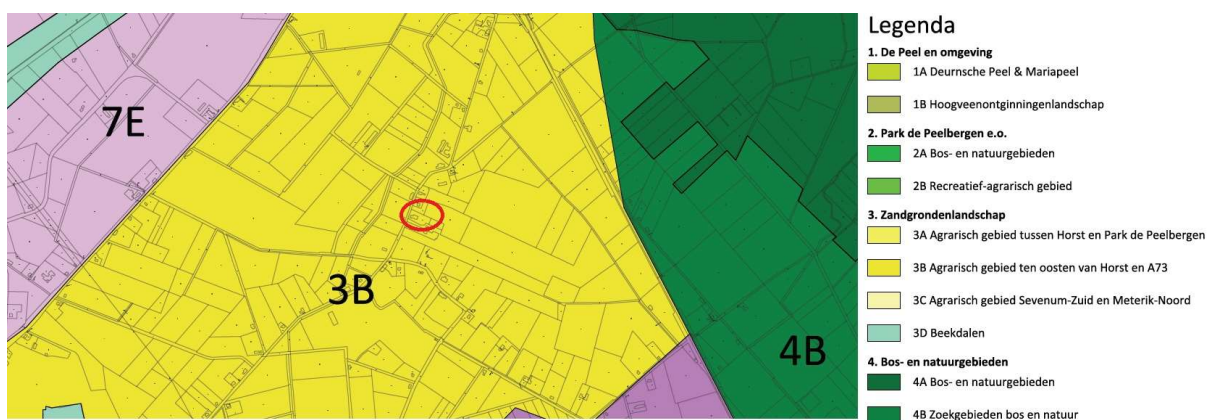 7E
3B
4B
Legenda
1. De Peel en omgeving
1A Deurnsche Peel & Mariapeel
1B Hoogveenontginningenlandschap
2. Park de Peelbergen e.o.
2A Bos- en natuurgebieden
2B Recreatief-agrarisch gebied
3. Zandgrondenlandschap
3A Agrarisch gebied tussen Horst en Park de Peelbergen
3B Agrarisch gebied ten oosten van Horst en A73
3C Agrarisch gebied Sevenum-Zuid en Meterik-Noord
3D Beekdalen
4. Bos- en natuurgebieden
4A Bos- en natuurgebieden
4B Zoekgebieden bos en natuur